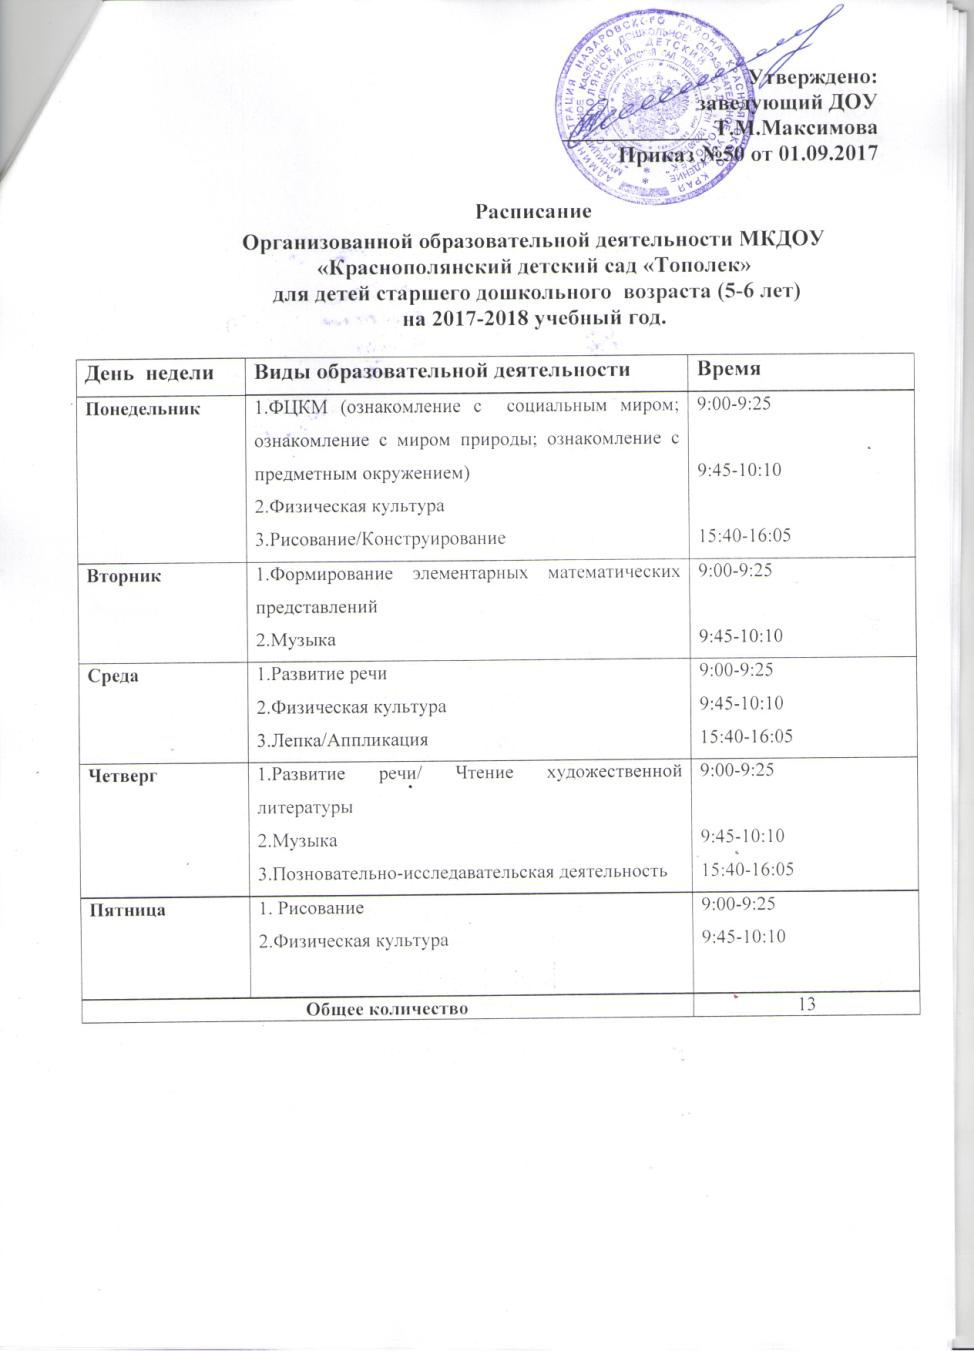 Утверждено:
заведующий ДОУ
Т.М.Максимова
Приказ №50 от 01.09.2017
АДМИНИСТРАЦИЯ НАЗАРОВСКОГО РАЙОНА КРАСНОЯРСКОГО КРАЯ
Расписание
Организованной образовательной деятельности МКДОУ
«Краснополянский детский сад «Тополек»
для детей старшего дошкольного возраста (5-6 лет)
на 2017-2018 учебный год.
День недели Виды образовательной деятельности Время
Понедельник 1.ФЦКМ (ознакомление с социальным миром; 9:00-9:25
ознакомление с миром природы; ознакомление с
предметным окружением) 9:45-10:10
2.Физическая культура
3.Рисование/Конструирование 15:40-16:05
Вторник 1.Формирование элементарных математических 9:00-9:25
представлений
2.Музыка 9:45-10:10
Среда 1.Развитие речи 9:00-9:25
2.Физическая культура 9:45-10:10
3.Лепка/Аппликация 15:40-16:05
Четверг 1.Развитие речи/ Чтение художественной 9:00-9:25
литературы
2.Музыка 9:45-10:10
3.Позновательно-исследавательская деятельность 15:40-16:05
Пятница 1. Рисование 9:00-9:25
2.Физическая культура 9:45-10:10
Общее количество 13